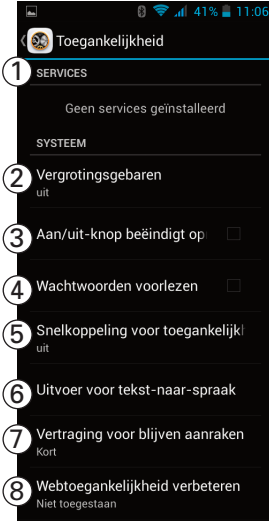 41% 11:06
Toegankelijkheid
1 SERVICES
Geen services geïnstalleerd
SYSTEEM
2 Vergrotingsgebaren
uit
3 Aan/uit-knop beëindigt op
4 Wachtwoorden voorlezen
5 Snelkoppeling voor toegankelijk
uit
6 Uitvoer voor tekst-naar-spraak
7 Vertraging voor blijven aanraken
Kort
8 Webtoegankelijkheid verbeteren
Niet toegestaan